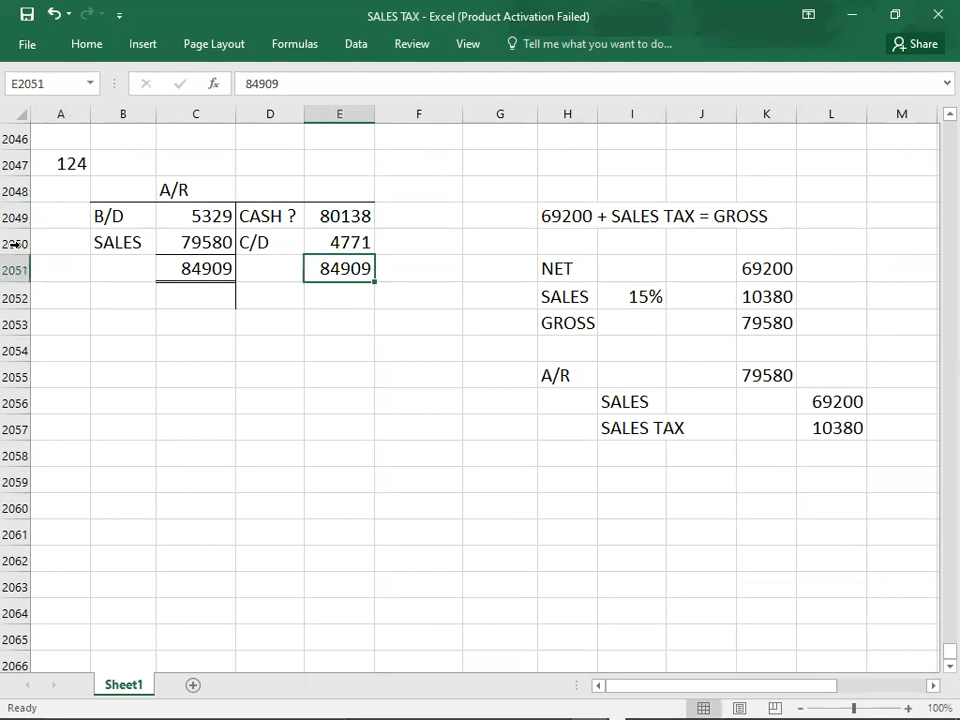 SALES TAX - Excel (Product Activation Failed)
File Home Insert Page Layout Formulas Data Review View Tell me what you want to do... Share
E2051 fx 84909
A B C D E F G H I J K L M
2046
2047 124
2048 A/R
2049 B/D 5329 CASH ? 80138 69200 + SALES TAX = GROSS
SALES 79580 C/D 4771
2051 84909 84909 NET 69200
2052 SALES 15% 10380
2053 GROSS 79580
2054
2055 A/R 79580
2056 SALES 69200
2057 SALES TAX 10380
2058
2059
2060
2061
2062
2063
2064
2065
2066
Sheet1
Ready 100%